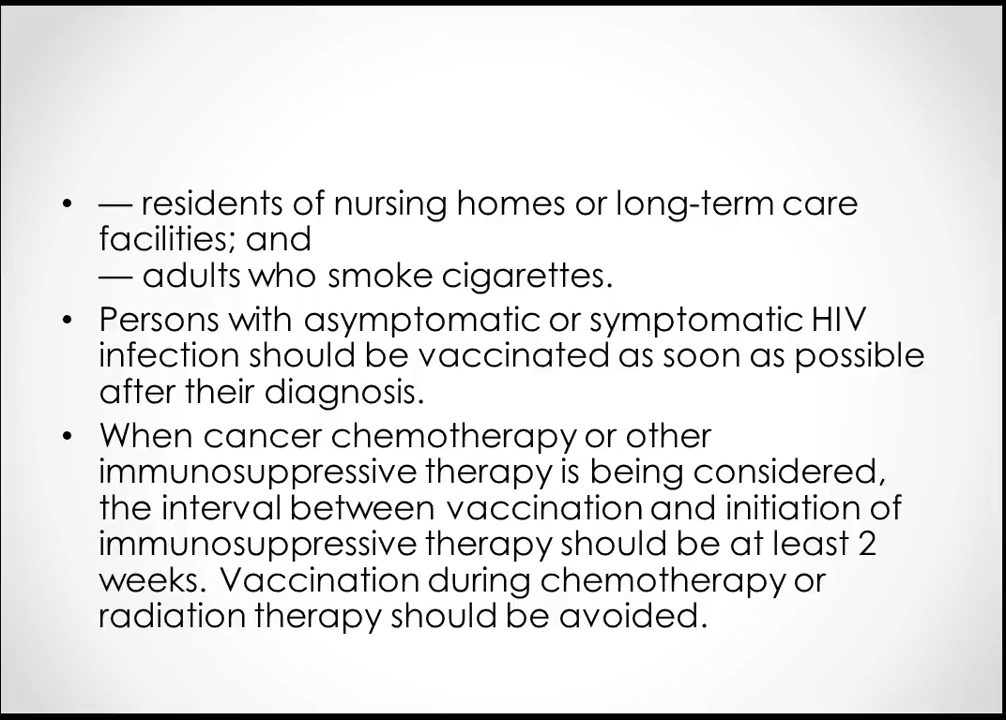 • — residents of nursing homes or long-term care
facilities; and
— adults who smoke cigarettes.
• Persons with asymptomatic or symptomatic HIV
infection should be vaccinated as soon as possible
after their diagnosis.
• When cancer chemotherapy or other
immunosuppressive therapy is being considered,
the interval between vaccination and initiation of
immunosuppressive therapy should be at least 2
weeks. Vaccination during chemotherapy or
radiation therapy should be avoided.